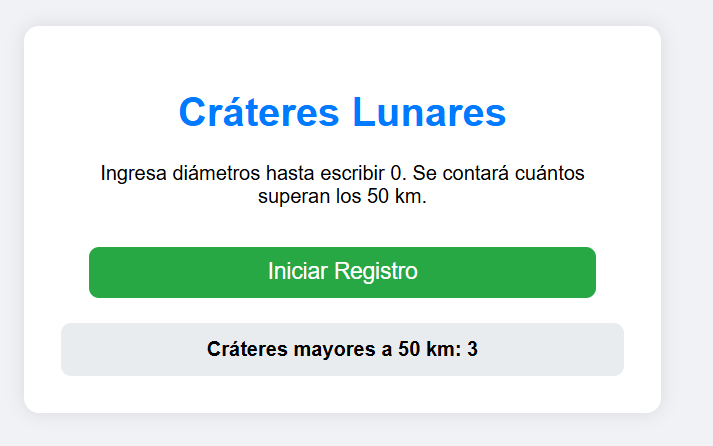 Cráteres Lunares
Ingresa diámetros hasta escribir 0. Se contará cuántos
superan los 50 km.
Iniciar Registro
Cráteres mayores a 50 km: 3